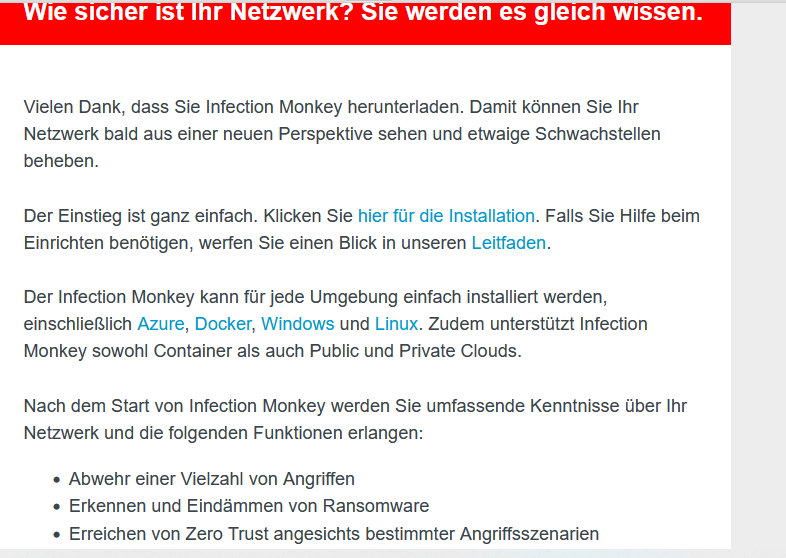 Wie sicher ist Ihr Netzwerk? Sie werden es gleich wissen.
Vielen Dank, dass Sie Infection Monkey herunterladen. Damit können Sie Ihr
Netzwerk bald aus einer neuen Perspektive sehen und etwaige Schwachstellen
beheben.
Der Einstieg ist ganz einfach. Klicken Sie hier für die Installation. Falls Sie Hilfe beim
Einrichten benötigen, werfen Sie einen Blick in unseren Leitfaden.
Der Infection Monkey kann für jede Umgebung einfach installiert werden,
einschließlich Azure, Docker, Windows und Linux. Zudem unterstützt Infection
Monkey sowohl Container als auch Public und Private Clouds.
Nach dem Start von Infection Monkey werden Sie umfassende Kenntnisse über Ihr
Netzwerk und die folgenden Funktionen erlangen:
• Abwehr einer Vielzahl von Angriffen
• Erkennen und Eindämmen von Ransomware
• Erreichen von Zero Trust angesichts bestimmter Angriffsszenarien